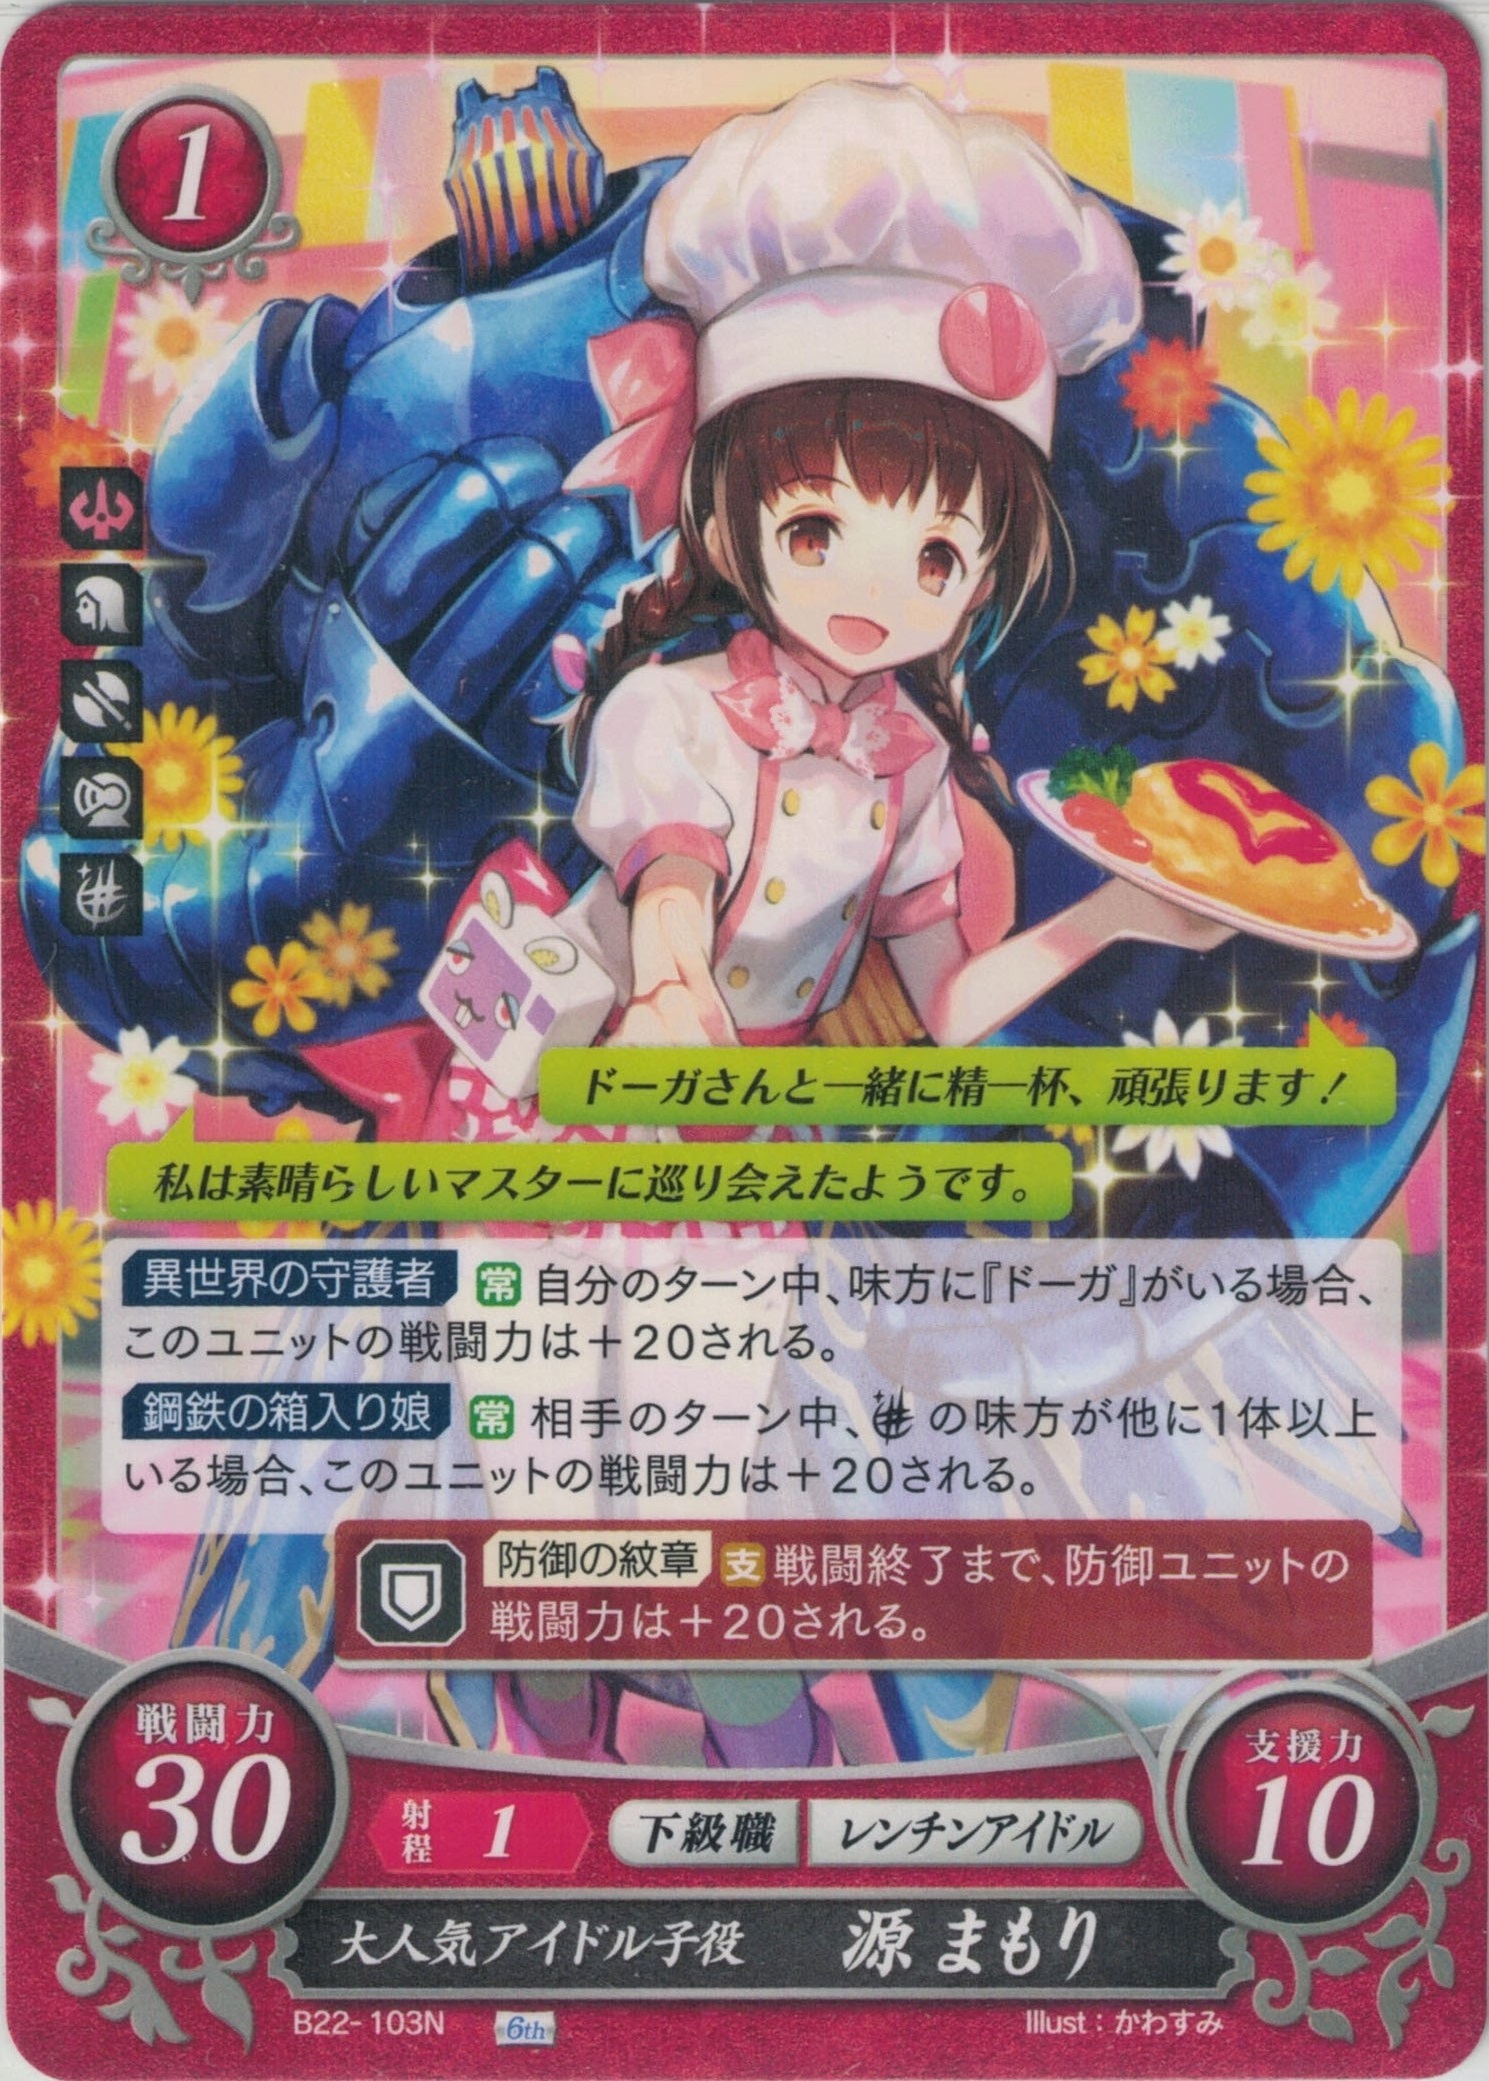 1
ドーガさんと一緒に精一杯、頑張ります！
私は素晴らしいマスターに巡り会えたようです。
異世界の守護者 常 自分のターン中、味方に『ドーガ』がいる場合、
このユニットの戦闘力は＋20される。
鋼鉄の箱入り娘 常 相手のターン中、の味方が他に1体以上
いる場合、このユニットの戦闘力は＋20される。
防御の紋章 支 戦闘終了まで、防御ユニットの
戦闘力は＋20される。
戦闘力
30
射程 1
下級職
レンチンアイドル
支援力
10
大人気アイドル子役 源 まもり
B22-103N 6th Illust：かわすみ